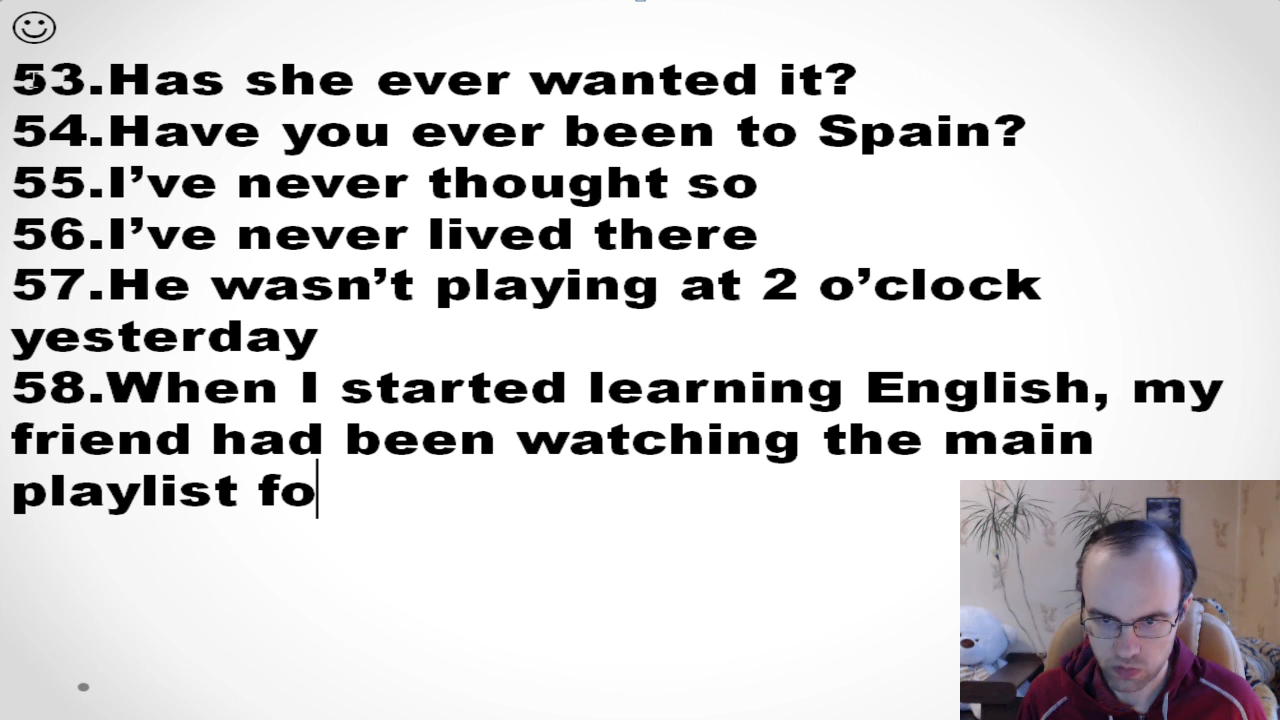 53.Has she ever wanted it?
54.Have you ever been to Spain?
55.I’ve never thought so
56.I’ve never lived there
57.He wasn’t playing at 2 o’clock
yesterday
58.When I started learning English, my
friend had been watching the main
playlist fo